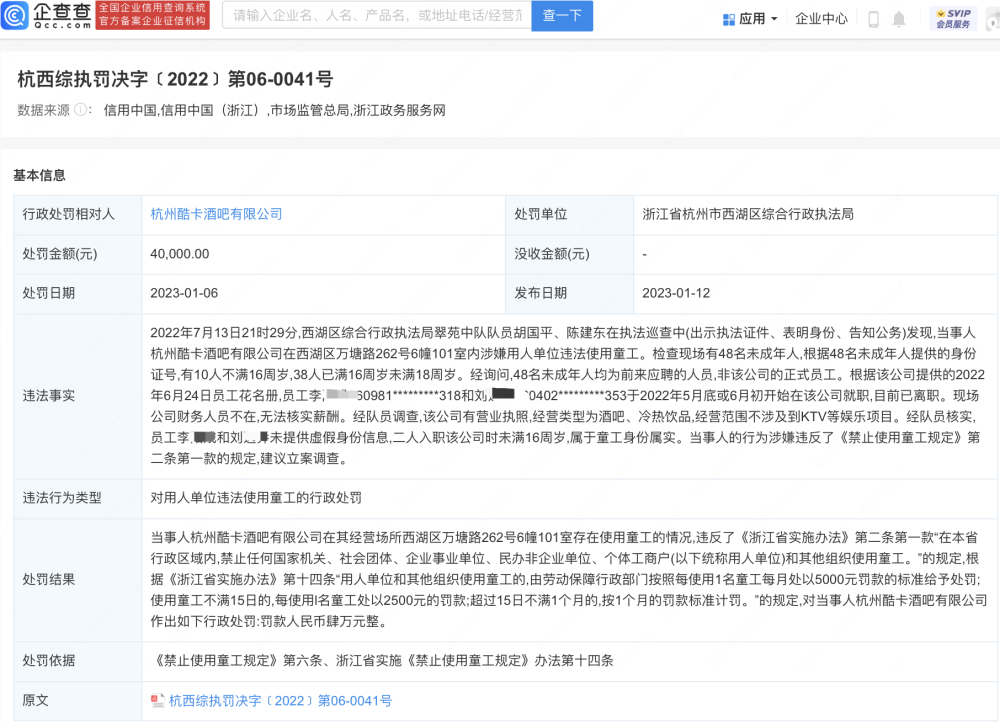 企查查
Qcc.com
全国企业信用查询系统
官方备案企业征信机构
请输入企业名、人名、产品名，或地址电话/经营范
查一下
应用
企业中心
SVIP
会员服务
杭西综执罚决字〔2022〕第06-0041号
数据来源： 信用中国,信用中国（浙江）,市场监管总局,浙江政务服务网
基本信息
行政处罚相对人 杭州酷卡酒吧有限公司 处罚单位 浙江省杭州市西湖区综合行政执法局
处罚金额(元) 40,000.00 没收金额(元) -
处罚日期 2023-01-06 发布日期 2023-01-12
违法事实
2022年7月13日21时29分,西湖区综合行政执法局翠苑中队队员胡国平、陈建东在执法巡查中(出示执法证件、表明身份、告知公务)发现,当事人
杭州酷卡酒吧有限公司在西湖区万塘路262号6幢101室内涉嫌用人单位违法使用童工。检查现场有48名未成年人,根据48名未成年人提供的身份
证号,有10人不满16周岁,38人已满16周岁未满18周岁。经询问,48名未成年人均为前来应聘的人员,非该公司的正式员工。根据该公司提供的2022
年6月24日员工花名册,员工李,60981*********318和刘0402*********353于2022年5月底或6月初开始在该公司就职,目前已离职。现场
公司财务人员不在,无法核实薪酬。经队员调查,该公司有营业执照,经营类型为酒吧、冷热饮品,经营范围不涉及到KTV等娱乐项目。经队员核实,
员工李和刘未提供虚假身份信息,二人入职该公司时未满16周岁,属于童工身份属实。当事人的行为涉嫌违反了《禁止使用童工规定》第
二条第一款的规定,建议立案调查。
违法行为类型 对用人单位违法使用童工的行政处罚
处罚结果
当事人杭州酷卡酒吧有限公司在其经营场所西湖区万塘路262号6幢101室存在使用童工的情况,违反了《浙江省实施办法》第二条第一款“在本省
行政区域内,禁止任何国家机关、社会团体、企业事业单位、民办非企业单位、个体工商户(以下统称用人单位)和其他组织使用童工。”的规定,根
据《浙江省实施办法》第十四条“用人单位和其他组织使用童工的,由劳动保障行政部门按照每使用1名童工每月处以5000元罚款的标准给予处罚;
使用童工不满15日的,每使用l名童工处以2500元的罚款;超过15日不满1个月的,按1个月的罚款标准计罚。”的规定,对当事人杭州酷卡酒吧有限公司
作出如下行政处罚:罚款人民币肆万元整。
处罚依据 《禁止使用童工规定》第六条、浙江省实施《禁止使用童工规定》办法第十四条
原文 杭西综执罚决字〔2022〕第06-0041号